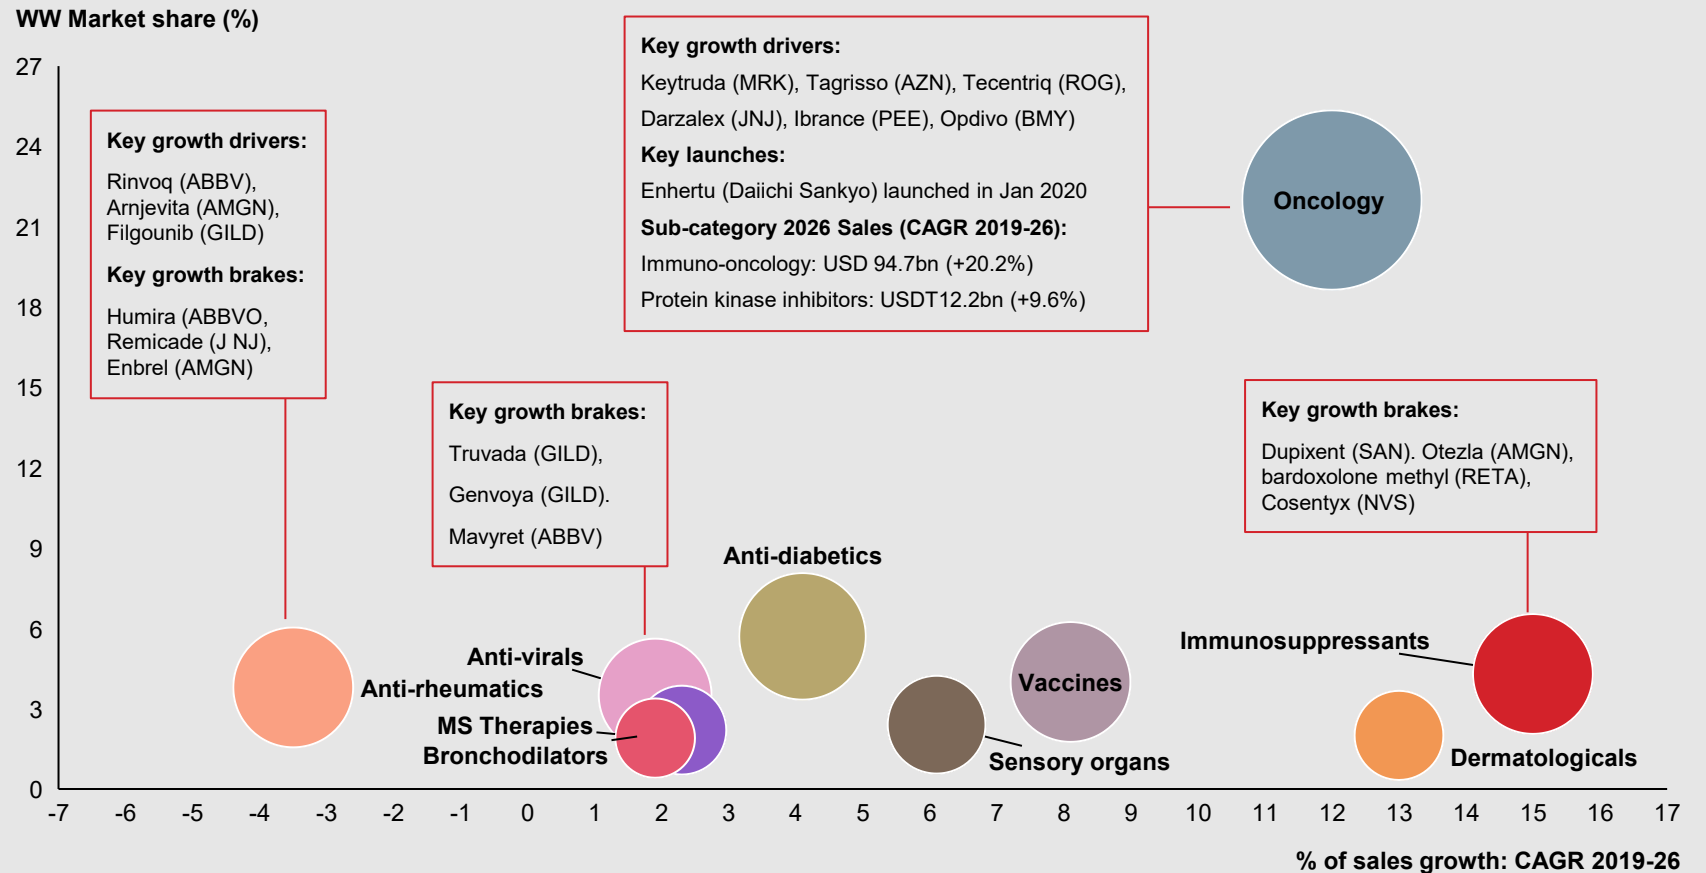 WW Market share (%)
27
24
21
18
15
12
9
6
3
0
Key growth drivers:
Rinvoq (ABBV),
Arnjevita (AMGN),
Filgounib (GILD)
Key growth brakes:
Humira (ABBVO,
Remicade (J NJ),
Enbrel (AMGN)
Key growth brakes:
Truvada (GILD),
Genvoya (GILD).
Mavyret (ABBV)
Key growth drivers:
Keytruda (MRK), Tagrisso (AZN), Tecentriq (ROG),
Darzalex (JNJ), Ibrance (PEE), Opdivo (BMY)
Key launches:
Enhertu (Daiichi Sankyo) launched in Jan 2020
Sub-category 2026 Sales (CAGR 2019-26):
Immuno-oncology: USD 94.7bn (+20.2%)
Protein kinase inhibitors: USDT12.2bn (+9.6%)
Oncology
Key growth brakes:
Dupixent (SAN). Otezla (AMGN),
bardoxolone methyl (RETA),
Cosentyx (NVS)
Anti-diabetics
Immunosuppressants
Anti-virals
Anti-rheumatics
Vaccines
MS Therapies
Bronchodilators
Sensory organs
Dermatologicals
-7 -6 -5 -4 -3 -2 -1 0 1 2 3 4 5 6 7 8 9 10 11 12 13 14 15 16 17
% of sales growth: CAGR 2019-26